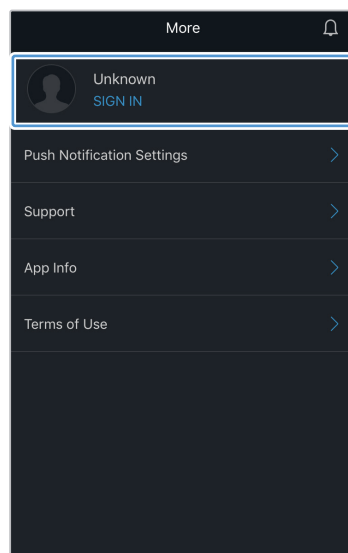 More
Unknown
SIGN IN
Push Notification Settings
Support
App Info
Terms of Use